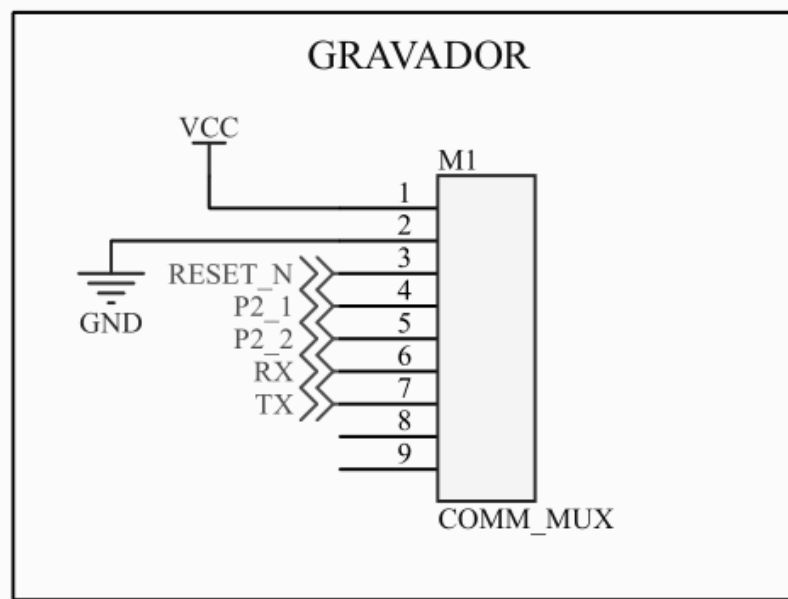 GRAVADOR
VCC
M1
1
2
RESET_N
3
P2_1
4
P2_2
5
RX
6
TX
7
8
9
GND
COMM_MUX